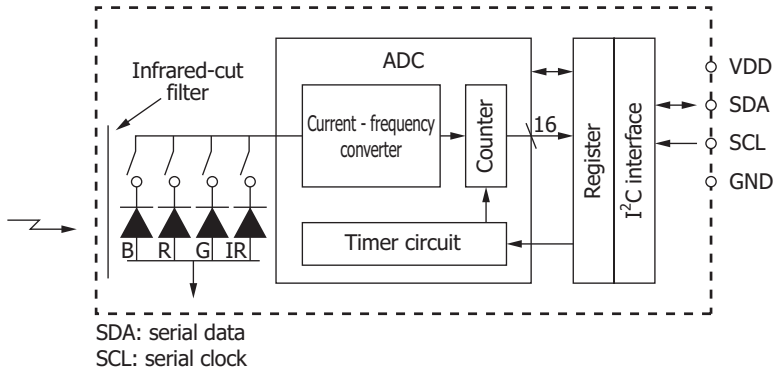 ADC
Infrared-cut
filter
Current - frequency
converter
Counter
16
Register
I²C interface
VDD
SDA
SCL
GND
Timer circuit
B R G IR
SDA: serial data
SCL: serial clock